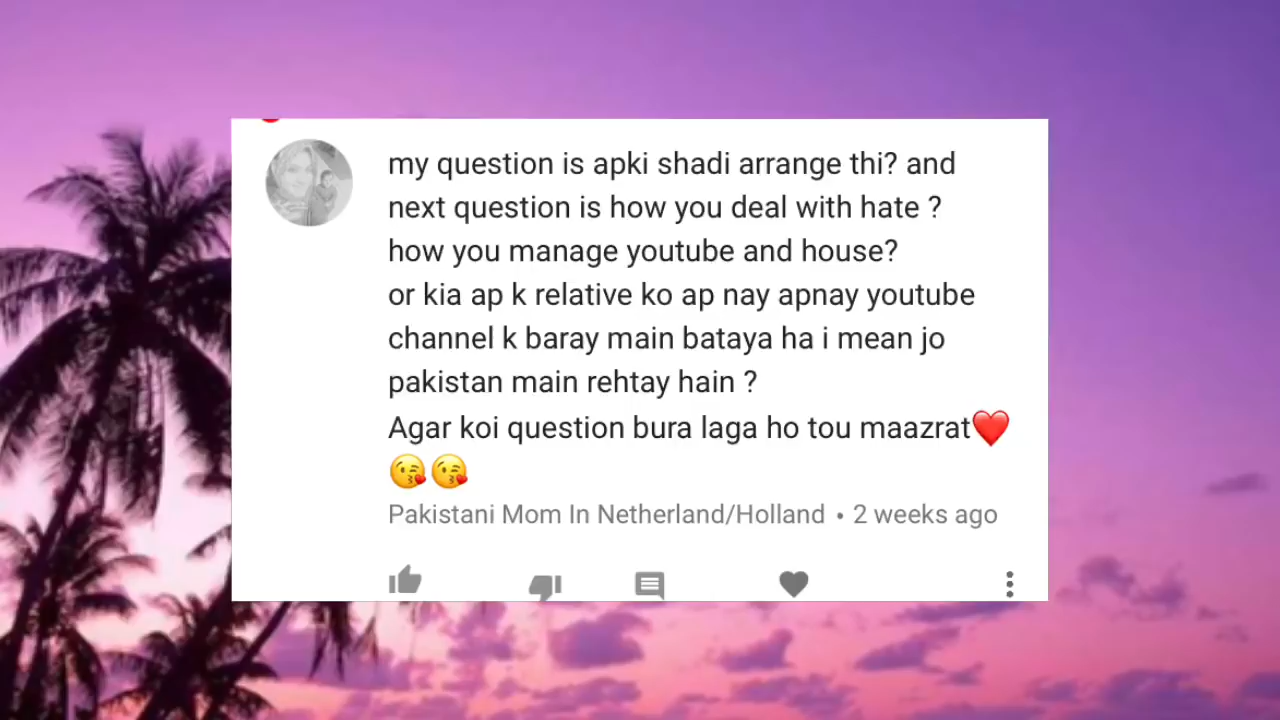 my question is apki shadi arrange thi? and
next question is how you deal with hate ?
how you manage youtube and house?
or kia ap k relative ko ap nay apnay youtube
channel k baray main bataya ha i mean jo
pakistan main rehtay hain ?
Agar koi question bura laga ho tou maazrat❤️
😘😘
Pakistani Mom In Netherland/Holland • 2 weeks ago